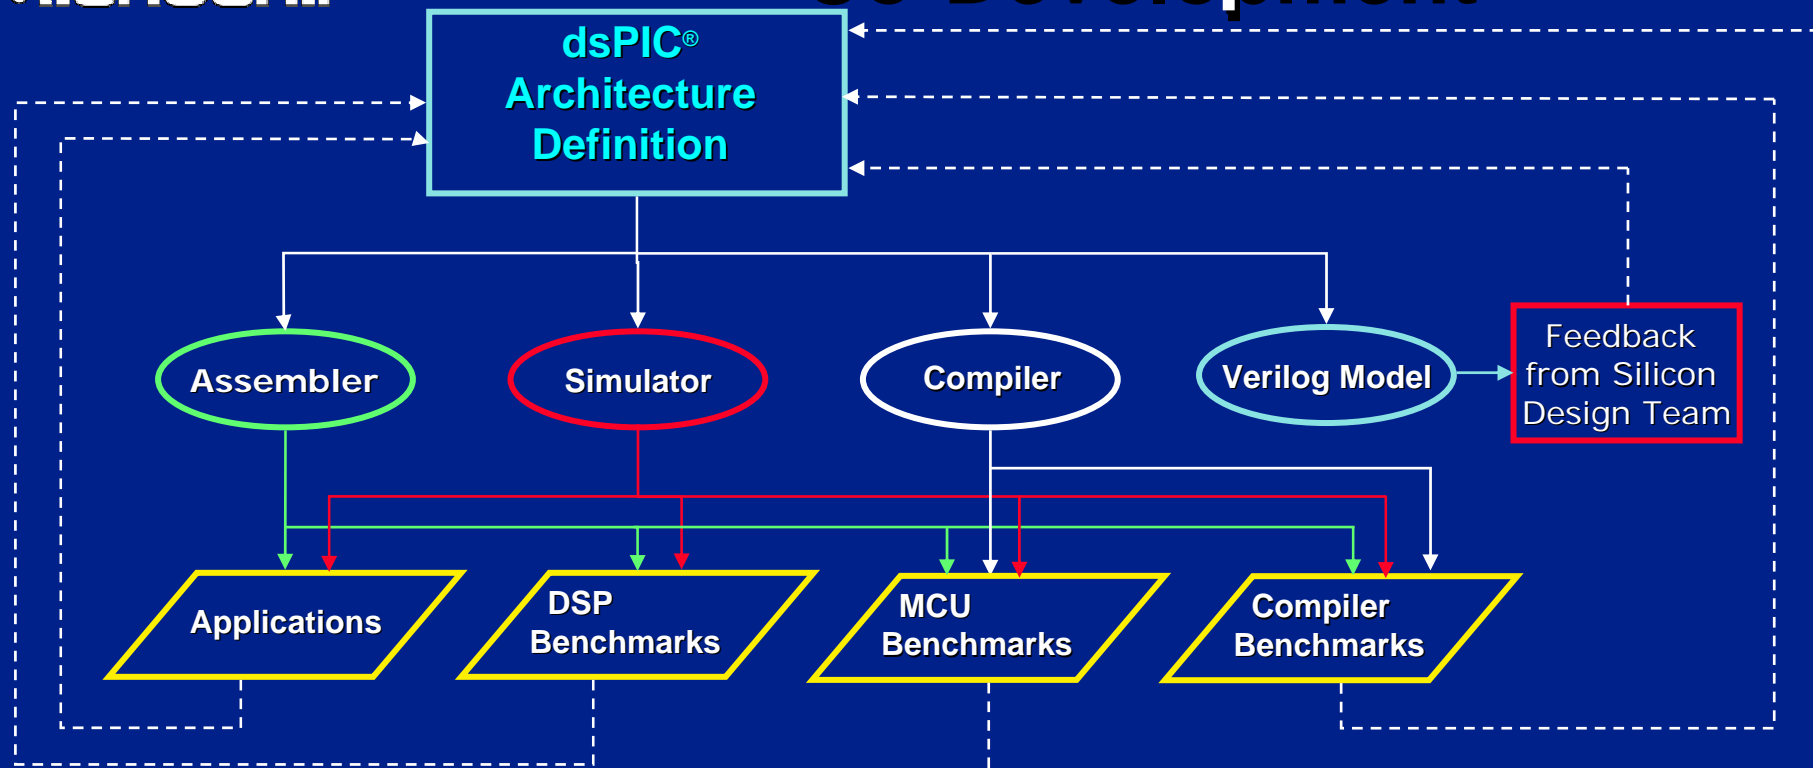 Development
dsPIC®
Architecture
Definition
Assembler
Simulator
Compiler
Verilog Model
Feedback
from Silicon
Design Team
Applications
DSP
Benchmarks
MCU
Benchmarks
Compiler
Benchmarks